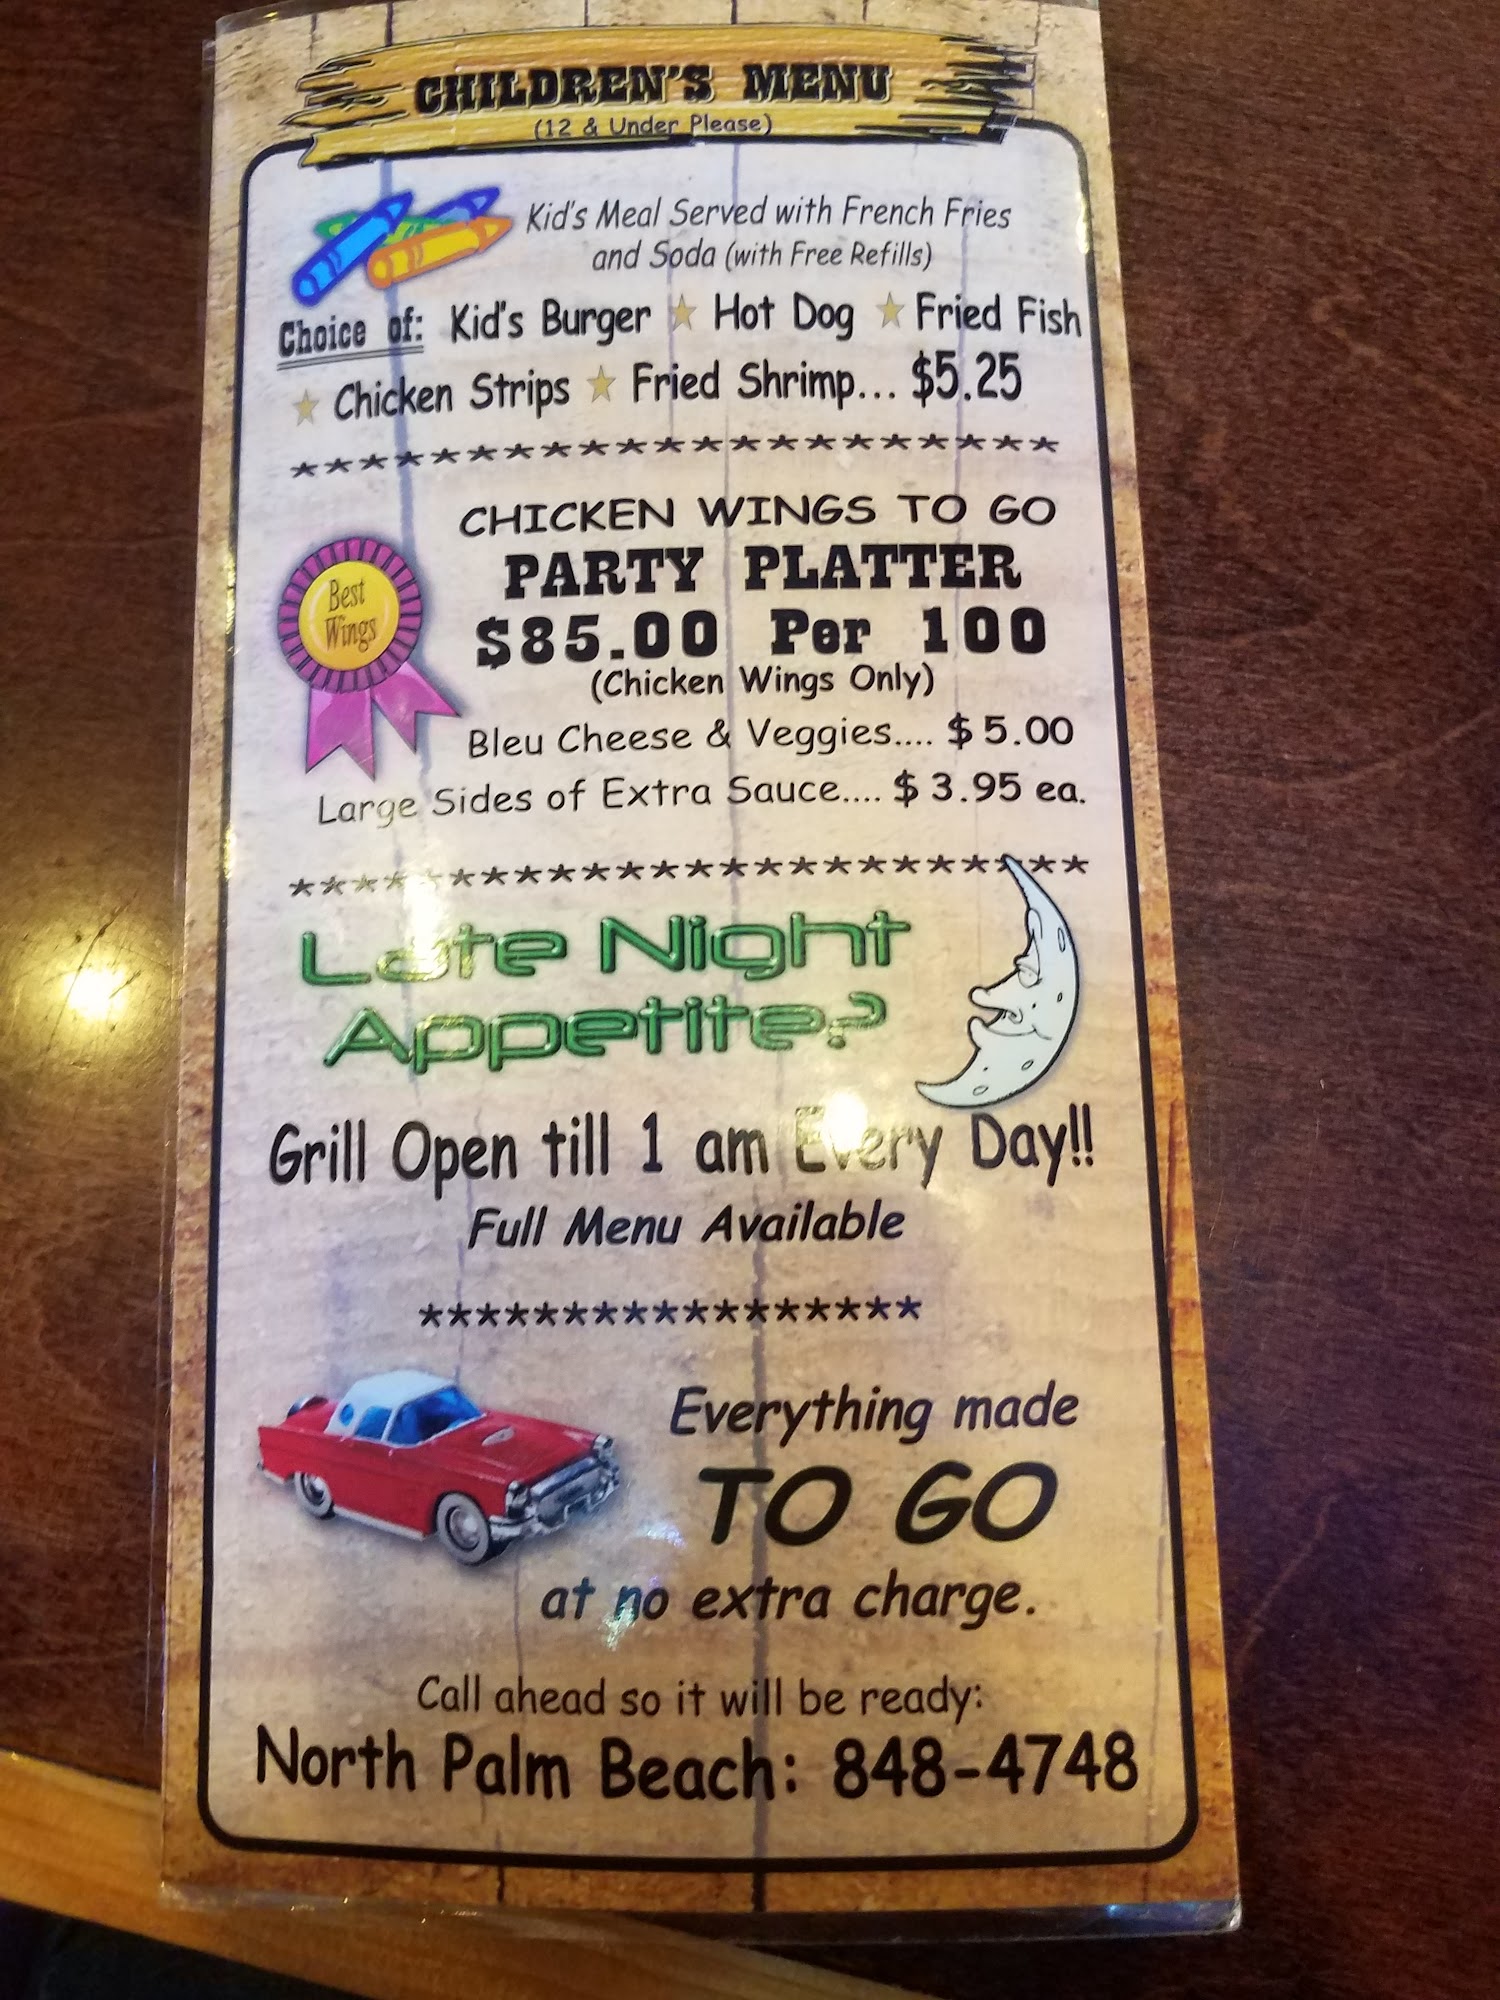 CHILDREN'S MENU
(12 & Under Please)
Kid's Meal Served with French Fries
and Soda (with Free Refills)
Choice of: Kid's Burger ★ Hot Dog ★ Fried Fish
★ Chicken Strips ★ Fried Shrimp... $5.25
*********************
CHICKEN WINGS TO GO
PARTY PLATTER
$85.00 Per 100
(Chicken Wings Only)
Best
Wings
Bleu Cheese & Veggies.... $ 5.00
Large Sides of Extra Sauce.... $ 3.95 ea.
***********************
Late Night
Appetite?
Grill Open till 1 am Every Day!!
Full Menu Available
*****************
Everything made
TO GO
at no extra charge.
Call ahead so it will be ready:
North Palm Beach: 848-4748